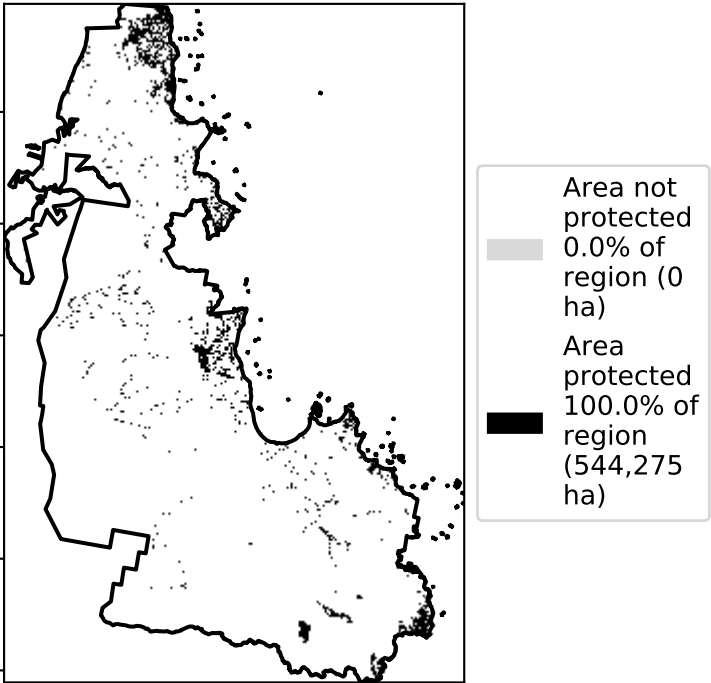 Area not
protected
0.0% of
region (0
ha)
Area
protected
100.0% of
region
(544,275
ha)